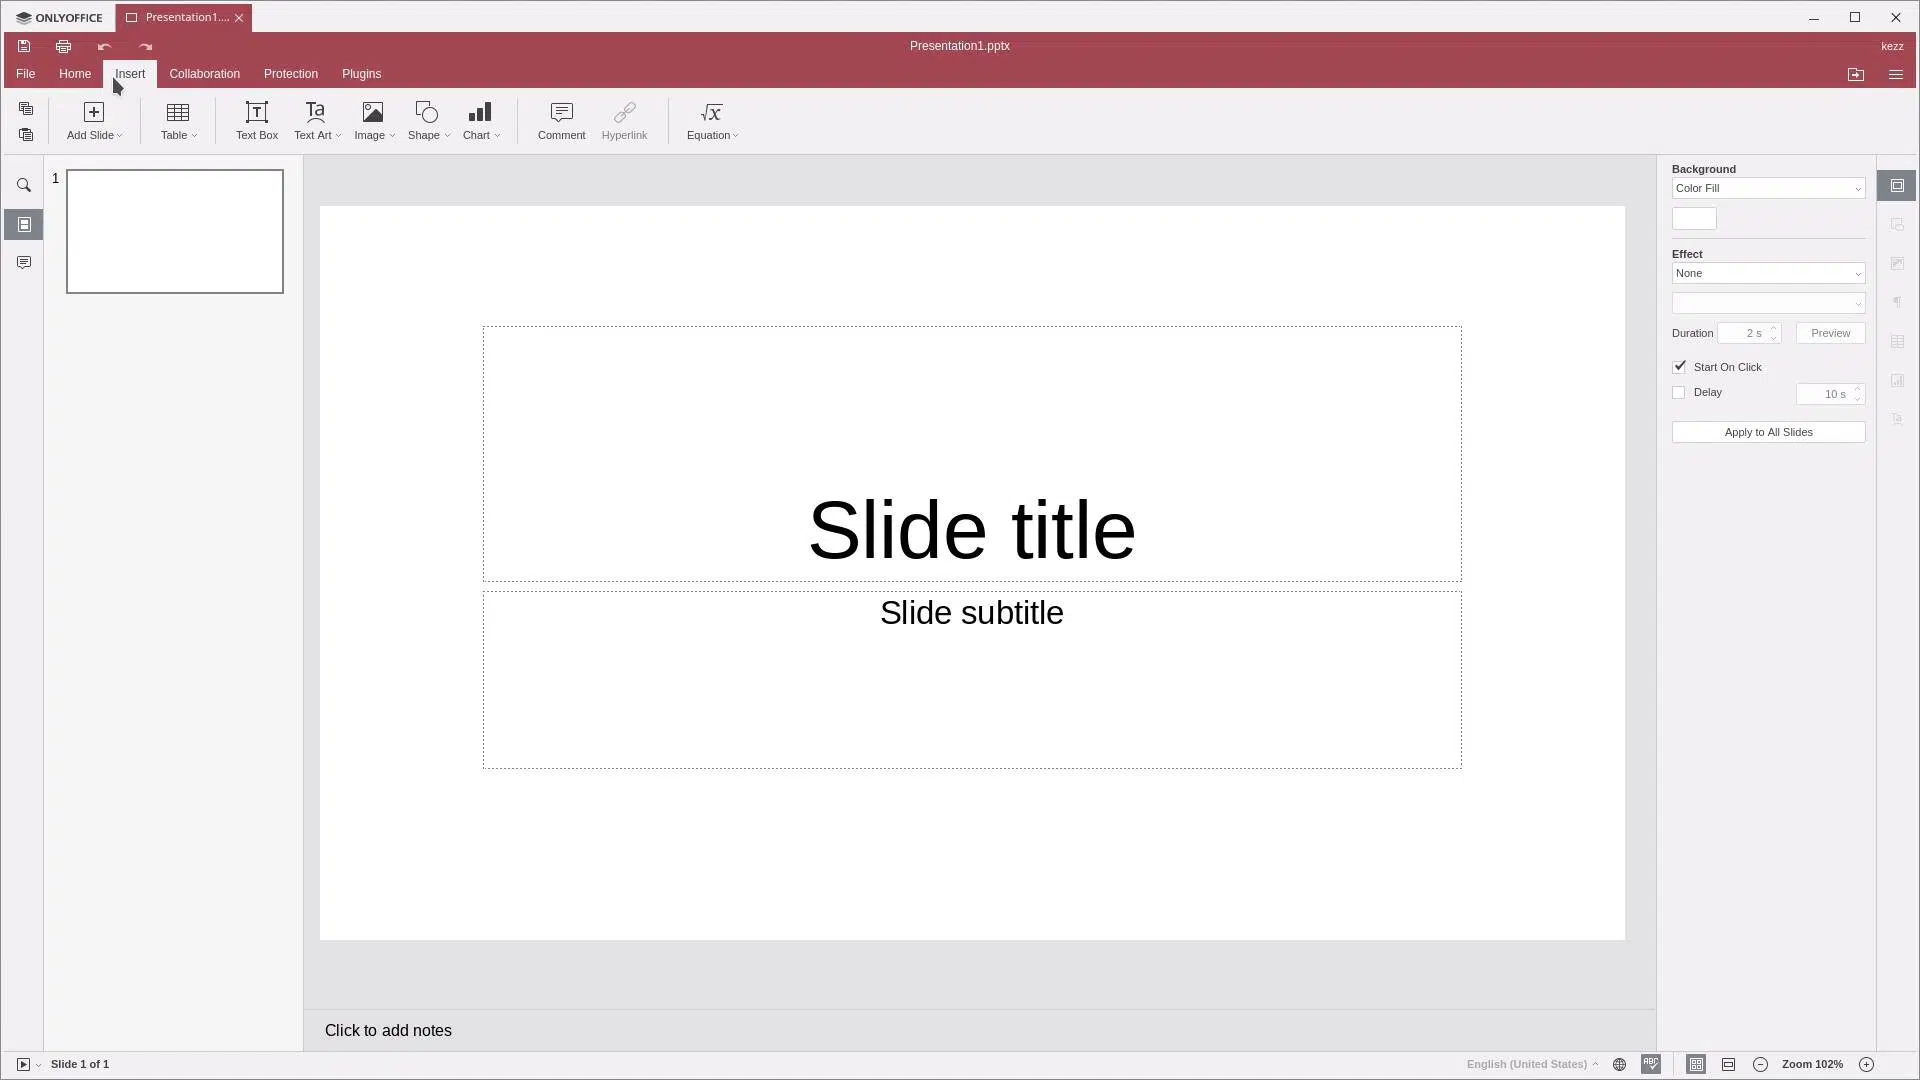 ONLYOFFICE
Presentation1....
Presentation1.pptx
kezz
File Home Insert Collaboration Protection Plugins
Add Slide Table Text Box Text Art Image Shape Chart Comment Hyperlink Equation
1
Slide title
Slide subtitle
Click to add notes
Background
Color Fill
Effect
None
Duration 2 s Preview
Start On Click
Delay 10 s
Apply to All Slides
Slide 1 of 1
English (United States)
ABC
Zoom 102%